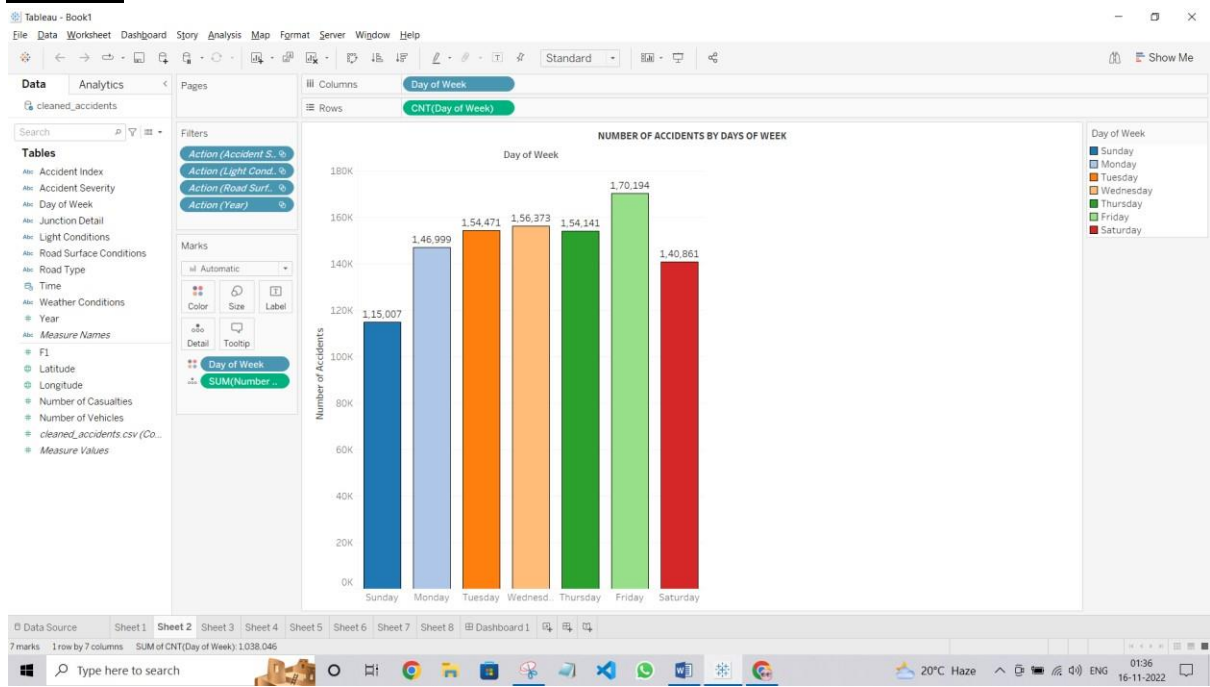 Tableau - Book1
File Data Worksheet Dashboard Story Analysis Map Format Server Window Help
Standard
Show Me
Data Analytics
cleaned_accidents
Search
Tables
Accident Index
Accident Severity
Day of Week
Junction Detail
Light Conditions
Road Surface Conditions
Road Type
Time
Weather Conditions
Year
Measure Names
F1
Latitude
Longitude
Number of Casualties
Number of Vehicles
cleaned_accidents.csv (Co...
Measure Values
Pages
Filters
Action (Accident S..
Action (Light Cond..
Action (Road Surf..
Action (Year)
Marks
Automatic
Color Size Label
Detail Tooltip
Day of Week
SUM(Number ..
Columns Day of Week
Rows CNT(Day of Week)
NUMBER OF ACCIDENTS BY DAYS OF WEEK
Day of Week
Number of Accidents
180K
160K
140K
120K
100K
80K
60K
40K
20K
0K
1,15,007
1,46,999
1,54,471
1,56,373
1,54,141
1,70,194
1,40,861
Sunday Monday Tuesday Wednesd.. Thursday Friday Saturday
Day of Week
Sunday
Monday
Tuesday
Wednesday
Thursday
Friday
Saturday
Data Source Sheet 1 Sheet 2 Sheet 3 Sheet 4 Sheet 5 Sheet 6 Sheet 7 Sheet 8 Dashboard 1
7 marks 1 row by 7 columns SUM of CNT(Day of Week): 1,038,046
Type here to search
20°C Haze
ENG
01:36
16-11-2022